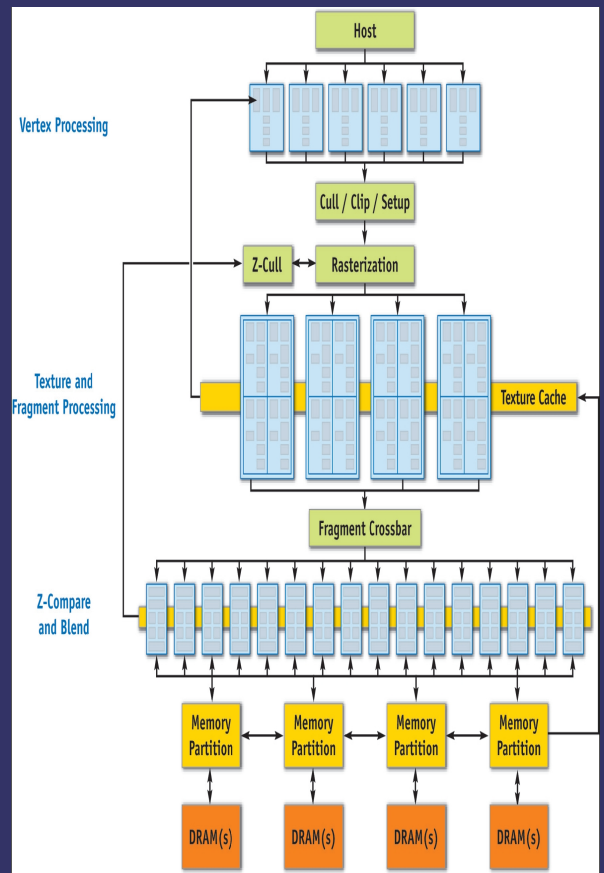 Host
Vertex Processing
Cull / Clip / Setup
Z-Cull
Rasterization
Texture and
Fragment Processing
Texture Cache
Fragment Crossbar
Z-Compare
and Blend
Memory
Partition
Memory
Partition
Memory
Partition
Memory
Partition
DRAM(s)
DRAM(s)
DRAM(s)
DRAM(s)